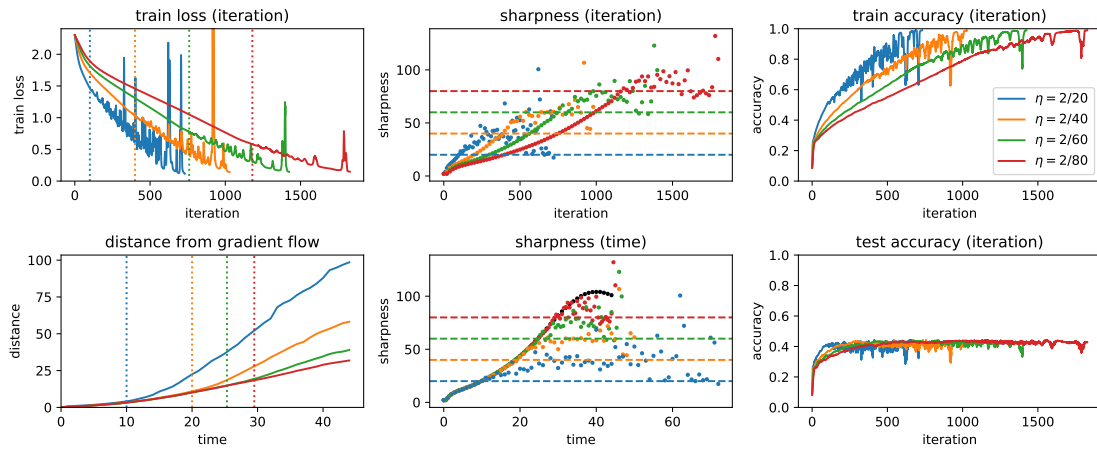 train loss (iteration)
train loss
2.0
1.5
1.0
0.5
0.0
0 500 1000 1500
iteration
sharpness (iteration)
sharpness
100
50
0
0 500 1000 1500
iteration
train accuracy (iteration)
accuracy
1.0
0.8
0.6
0.4
0.2
0.0
η = 2/20
η = 2/40
η = 2/60
η = 2/80
0 500 1000 1500
iteration
distance from gradient flow
distance
100
75
50
25
0
0 10 20 30 40
time
sharpness (time)
sharpness
100
50
0
0 20 40 60
time
test accuracy (iteration)
accuracy
1.0
0.8
0.6
0.4
0.2
0.0
0 500 1000 1500
iteration